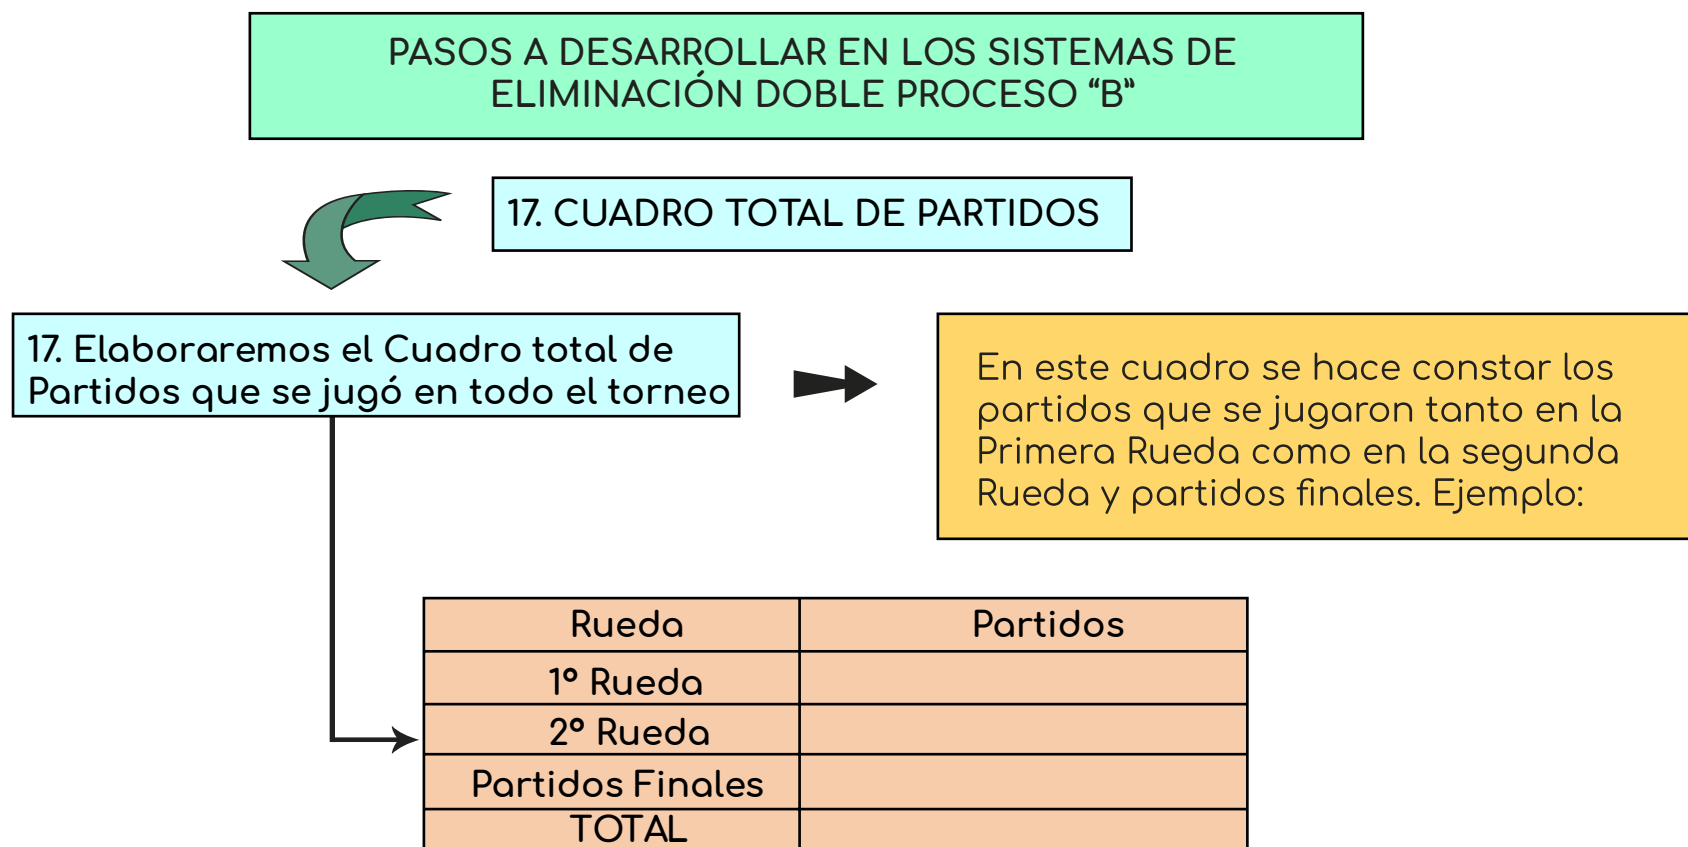 PASOS A DESARROLLAR EN LOS SISTEMAS DE
ELIMINACIÓN DOBLE PROCESO “B”
17. CUADRO TOTAL DE PARTIDOS
17. Elaboraremos el Cuadro total de
Partidos que se jugó en todo el torneo
En este cuadro se hace constar los
partidos que se jugaron tanto en la
Primera Rueda como en la segunda
Rueda y partidos finales. Ejemplo:
Rueda Partidos
1º Rueda
2º Rueda
Partidos Finales
TOTAL